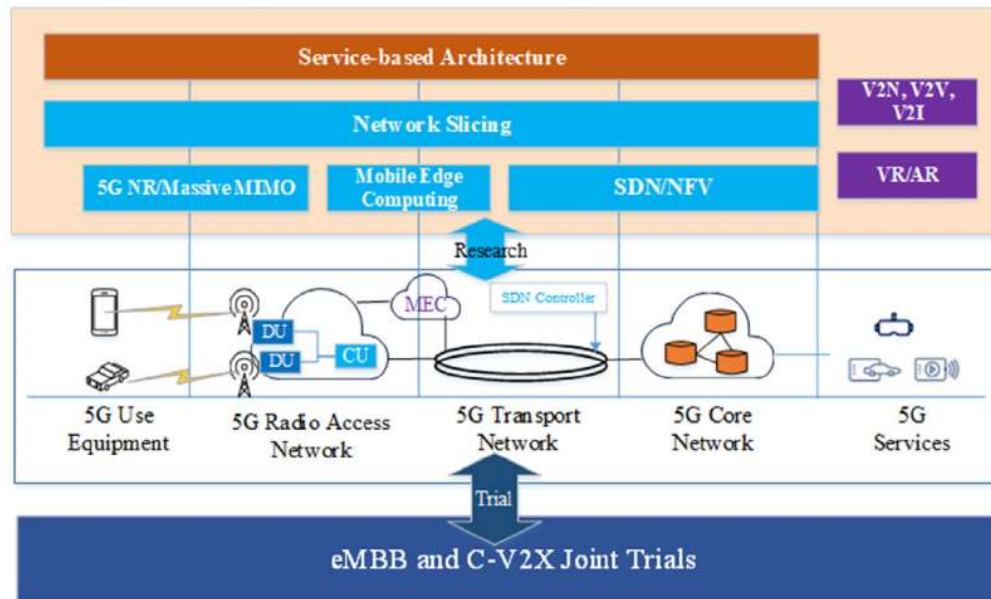 Service-based Architecture
V2N, V2V,
V2I
Network Slicing
5G NR/Massive MIMO
Mobile Edge
Computing
SDN/NFV
VR/AR
Research
MEC
SDN Controller
DU
DU
CU
5G Use
Equipment
5G Radio Access
Network
5G Transport
Network
5G Core
Network
5G
Services
Trial
eMBB and C-V2X Joint Trials